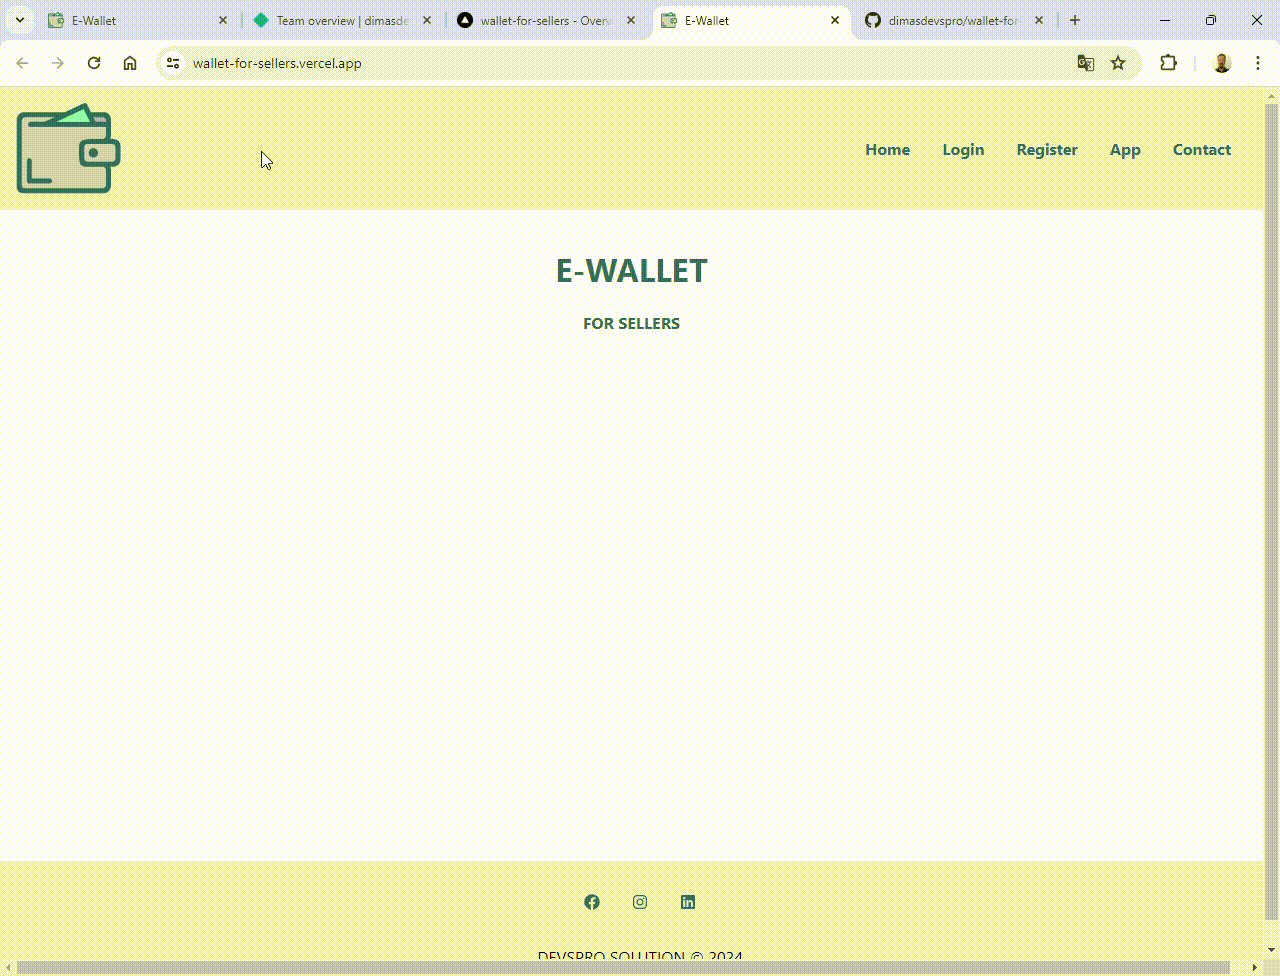 E-Wallet
Team overview | dimasde
wallet-for-sellers - Overv
E-Wallet
dimasdevspro/wallet-for-
wallet-for-sellers.vercel.app
Home Login Register App Contact
E-WALLET
FOR SELLERS
DEVSPRO SOLUTION © 2024